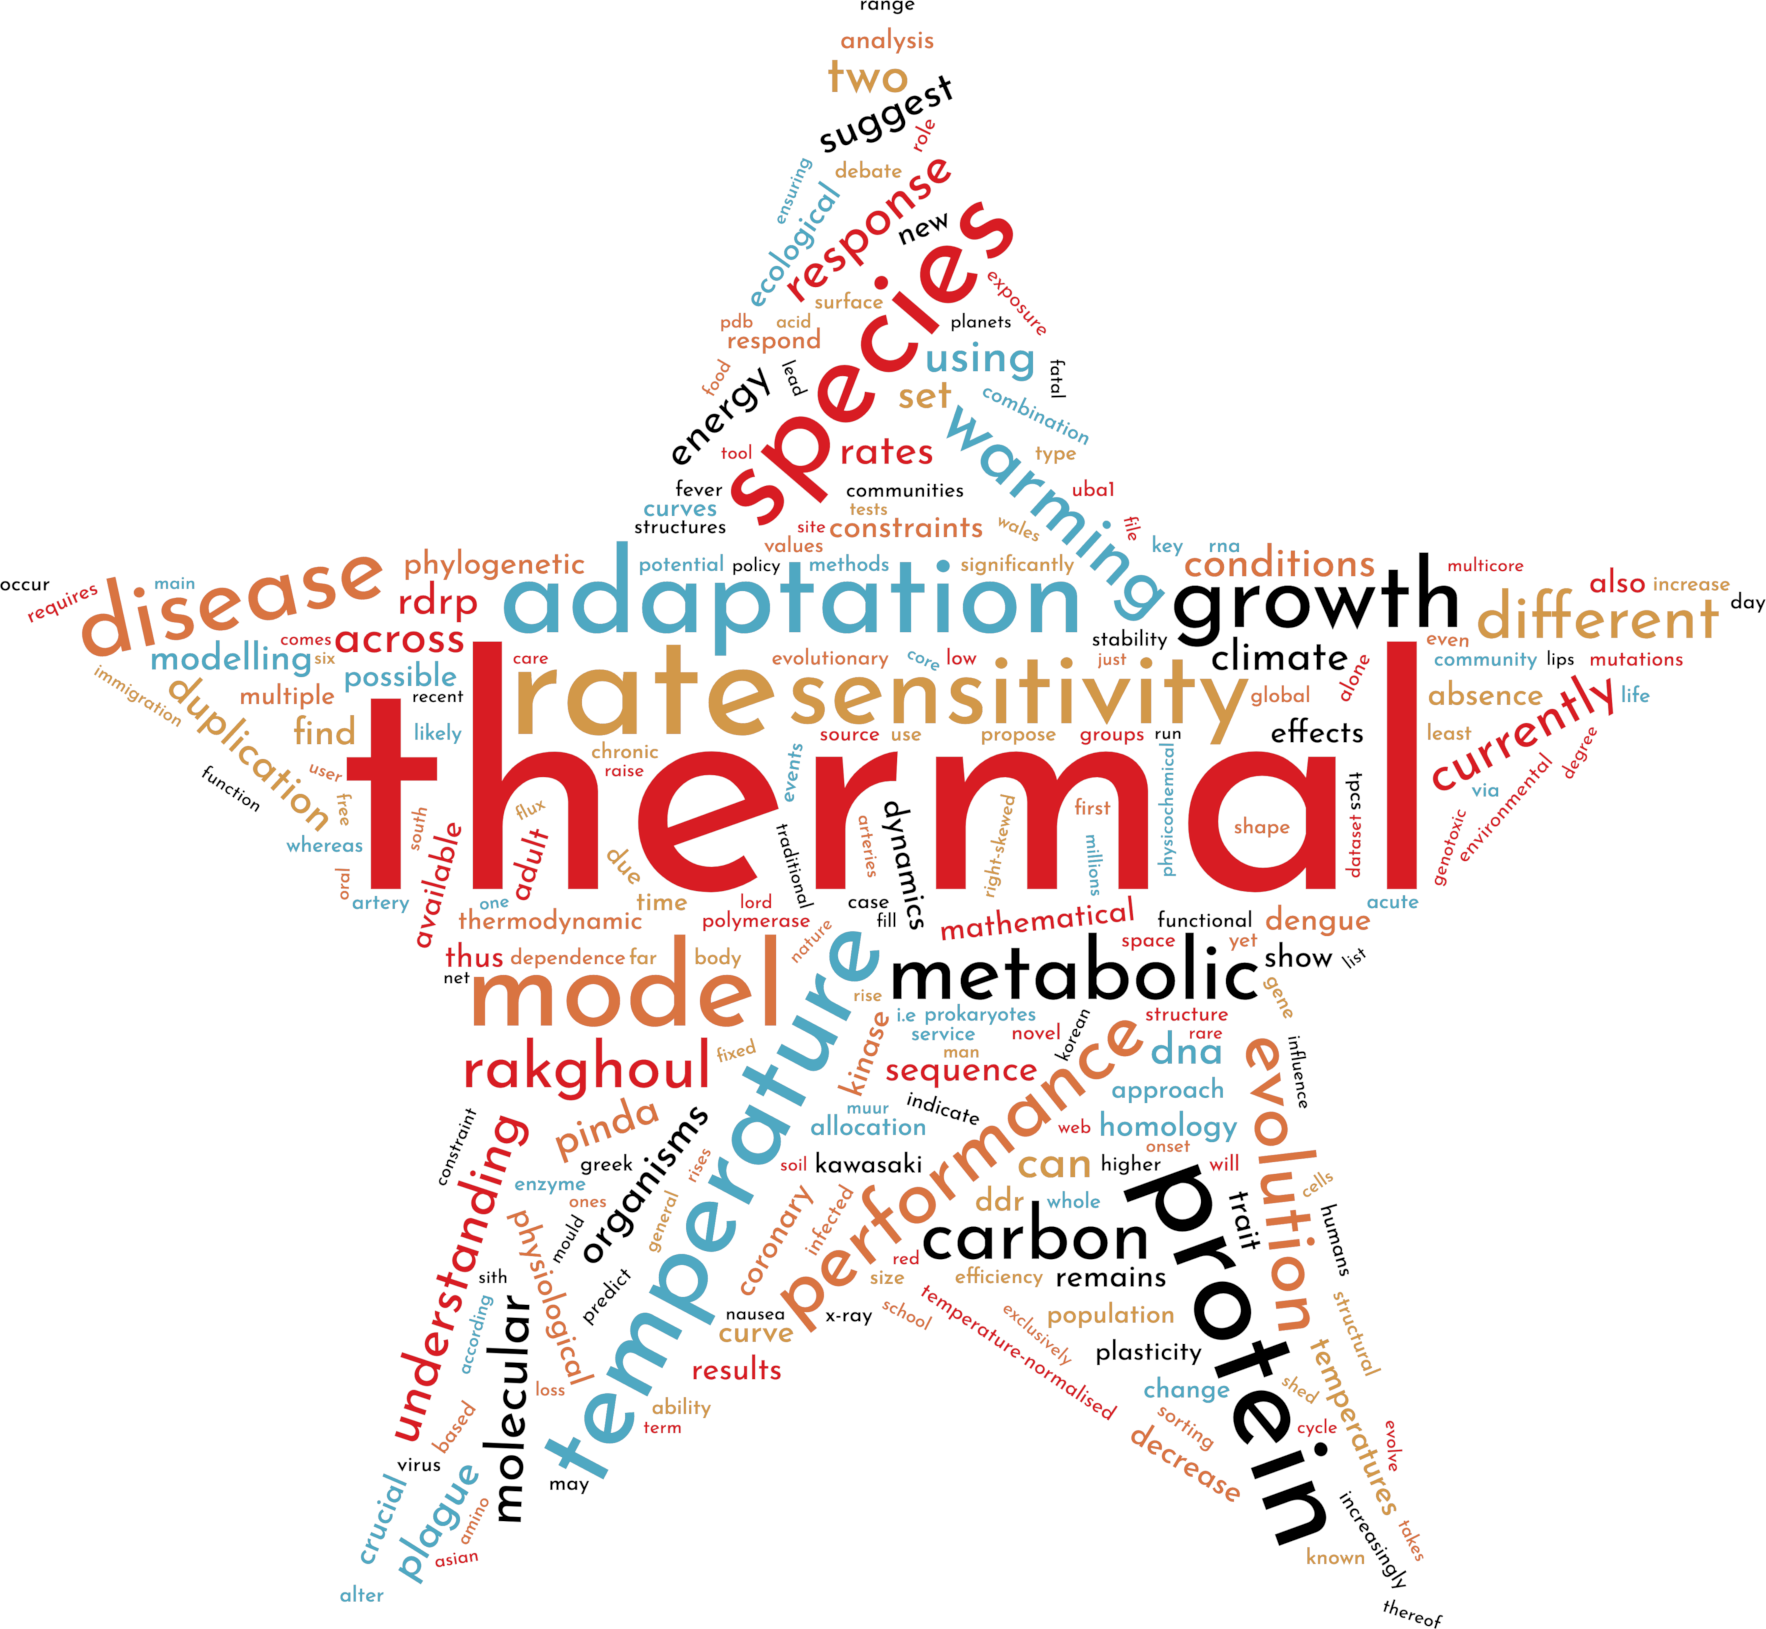 range
analysis
two
suggest
role
debate
ensuring
ecological
response
new
species
exposure
surface
pdb
acid
planets
respond
using
food
lead
fatal
energy
set
combination
warming
tool
rates
type
fever
communities
uba1
curves
tests
structures
site
constraints
wales
file
values
key
rna
occur
requires
main
disease
phylogenetic
adaptation
potential
policy
methods
significantly
conditions
multicore
rdrp
growth
also
increase
different
day
comes
across
stability
even
modelling
six
care
evolutionary
core
low
just
climate
alone
community
lips
mutations
immigration
duplication
multiple
possible
recent
rate
sensitivity
global
absence
currently
life
find
likely
source
use
propose
groups
run
effects
least
degree
chronic
raise
events
physicochemical
function
user
free
thermal
tpcs
via
environmental
south
flux
dynamics
right-skewed
first
shape
dataset
genotoxic
whereas
available
adult
due
traditional
arteries
millions
oral
artery
one
time
lord
case
acute
thermodynamic
polymerase
fill
mathematical
functional
dengue
thus
dependence
far
body
nature
space
yet
show
list
net
model
temperature
metabolic
gene
rise
i.e
prokaryotes
structure
service
novel
korean
rare
rakghoul
fixed
kinase
man
dna
evolution
influence
sequence
performance
approach
constraint
understanding
pinda
organisms
muur
indicate
allocation
web
homology
onset
greek
rises
soil
kawasaki
can
higher
protein
will
cells
enzyme
ones
general
coronary
infected
ddr
whole
trait
humans
mould
physiological
carbon
red
sith
predict
size
efficiency
remains
according
molecular
nausea
x-ray
school
temperature-normalised
exclusively
population
structural
curve
plasticity
temperatures
results
change
shed
loss
ability
term
based
sorting
cycle
evolve
decrease
virus
may
crucial
plague
amino
increasingly
takes
asian
known
alter
thereof